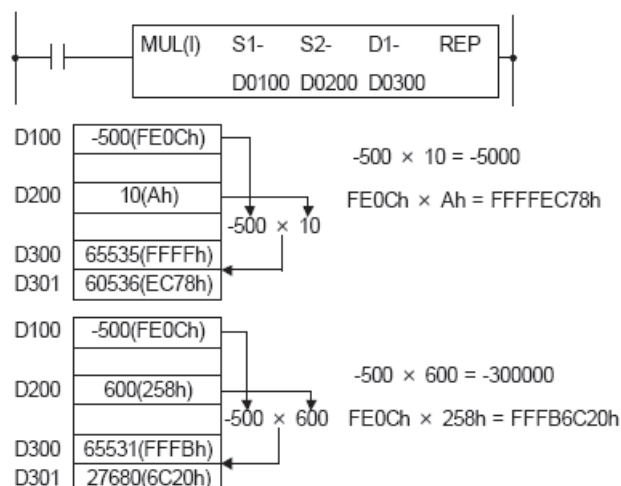 MUL(I) S1- S2- D1- REP
D0100 D0200 D0300
D100 -500(FE0Ch)
D200 10(Ah)
-500 × 10
D300 65535(FFFFh)
D301 60536(EC78h)
-500 × 10 = -5000
FE0Ch × Ah = FFFFEC78h
D100 -500(FE0Ch)
D200 600(258h)
-500 × 600
D300 65531(FFFBh)
D301 27680(6C20h)
-500 × 600 = -300000
FE0Ch × 258h = FFFB6C20h